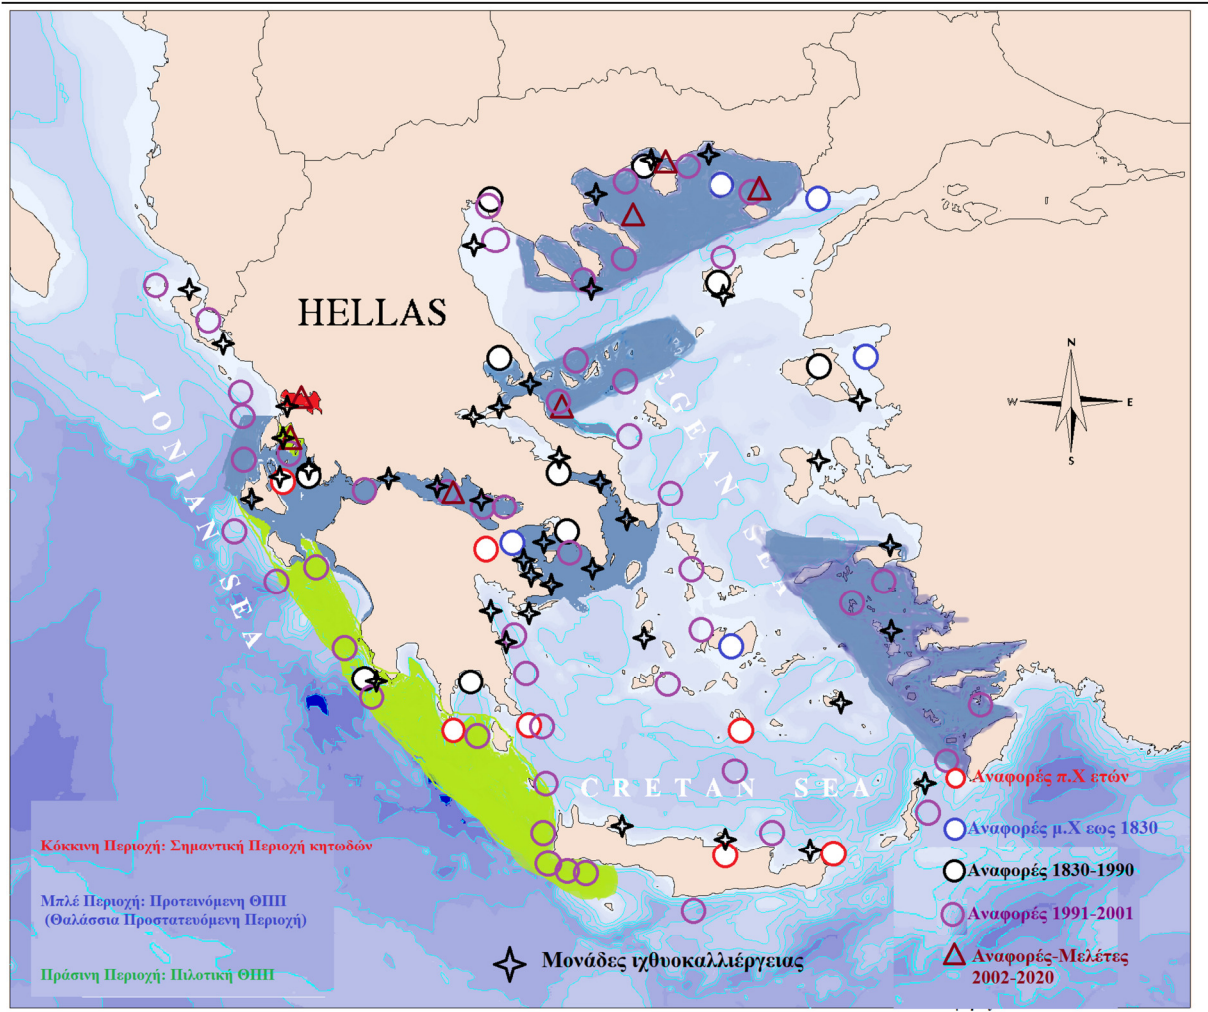 HELLAS
N
W
E
S
IONIAN SEA
EGEAN SEA
CRETAN SEA
Αναφορές π.Χ ετών
Αναφορές μ.Χ εως 1830
Αναφορές 1830-1990
Αναφορές 1991-2001
Αναφορές-Μελέτες
2002-2020
Κόκκινη Περιοχή: Σημαντική Περιοχή κητωδών
Μπλέ Περιοχή: Προτεινόμενη ΘΠΠ
(Θαλάσσια Προστατευόμενη Περιοχή)
Πράσινη Περιοχή: Πιλοτική ΘΠΠ
Μονάδες ιχθυοκαλλιέργειας